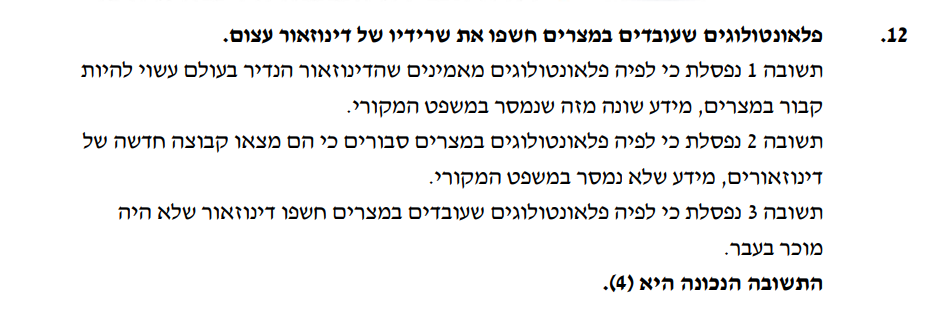 12. פלאונטולוגים שעובדים במצרים חשפו את שרידיו של דינוזאור עצום.
תשובה 1 נפסלת כי לפיה פלאונטולוגים מאמינים שהדינוזאור הנדיר בעולם עשוי להיות
קבור במצרים, מידע שונה מזה שנמסר במשפט המקורי.
תשובה 2 נפסלת כי לפיה פלאונטולוגים במצרים סבורים כי הם מצאו קבוצה חדשה של
דינוזאורים, מידע שלא נמסר במשפט המקורי.
תשובה 3 נפסלת כי לפיה פלאונטולוגים שעובדים במצרים חשפו דינוזאור שלא היה
מוכר בעבר.
התשובה הנכונה היא (4).